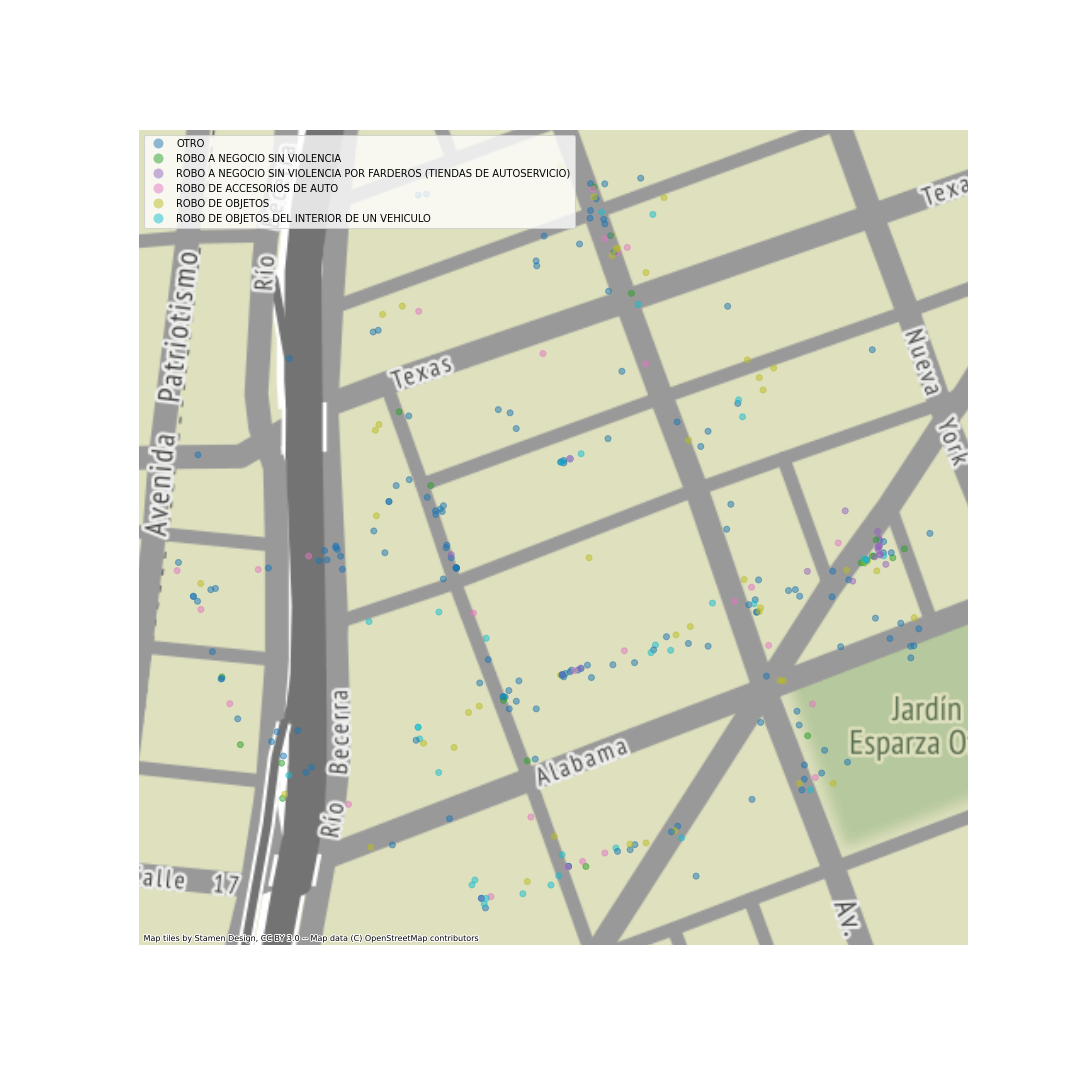 OTRO
ROBO A NEGOCIO SIN VIOLENCIA
ROBO A NEGOCIO SIN VIOLENCIA POR FARDEROS (TIENDAS DE AUTOSERVICIO)
ROBO DE ACCESORIOS DE AUTO
ROBO DE OBJETOS
ROBO DE OBJETOS DEL INTERIOR DE UN VEHICULO
Texa
Río
Avenida Patriotismo
Texas
Nueva York
Jardín
Esparza O
Río Becerra
Alabama
alle 17
Av.
Map tiles by Stamen Design, CC BY 3.0 -- Map data (C) OpenStreetMap contributors